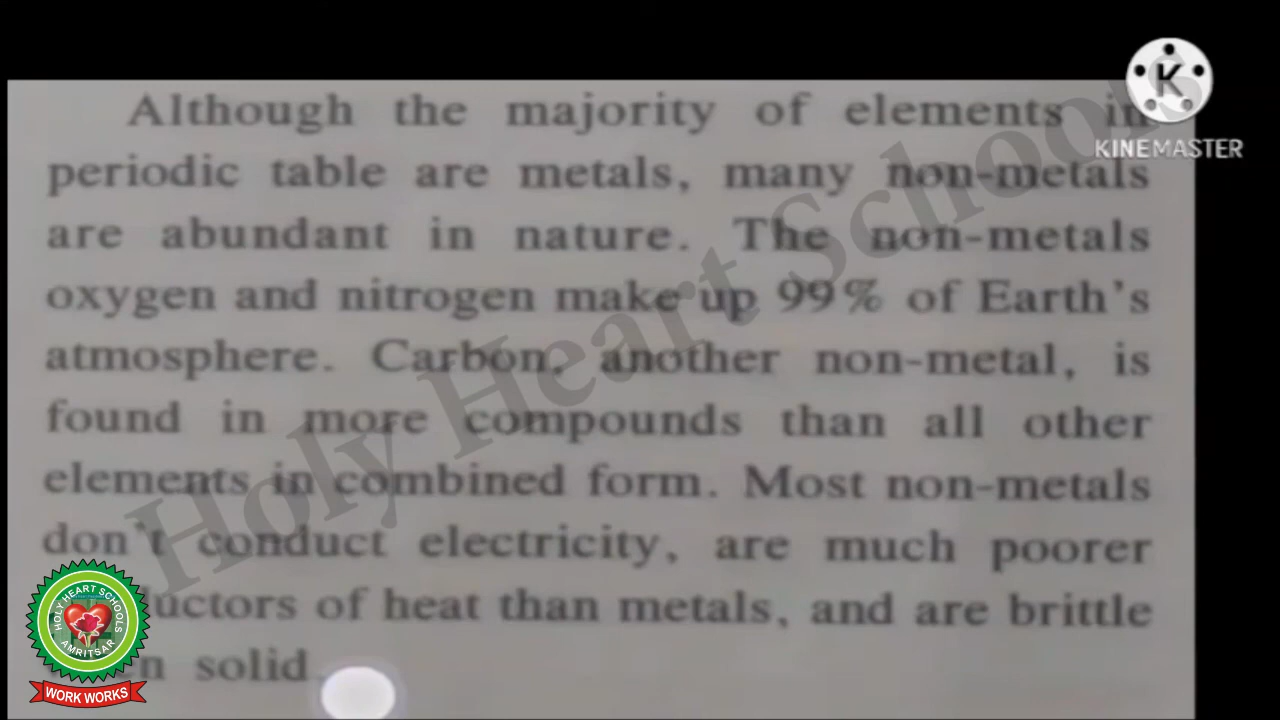 Although the majority of elements in
periodic table are metals, many non-metals
are abundant in nature. The non-metals
oxygen and nitrogen make up 99% of Earth's
atmosphere. Carbon, another non-metal, is
found in more compounds than all other
elements in combined form. Most non-metals
don't conduct electricity, are much poorer
of heat than metals, and are brittle
solid
K
KINEMASTER
Holy Heart Schools
HOLY HEART SCHOOLS
AMRITSAR
WORK WORKS